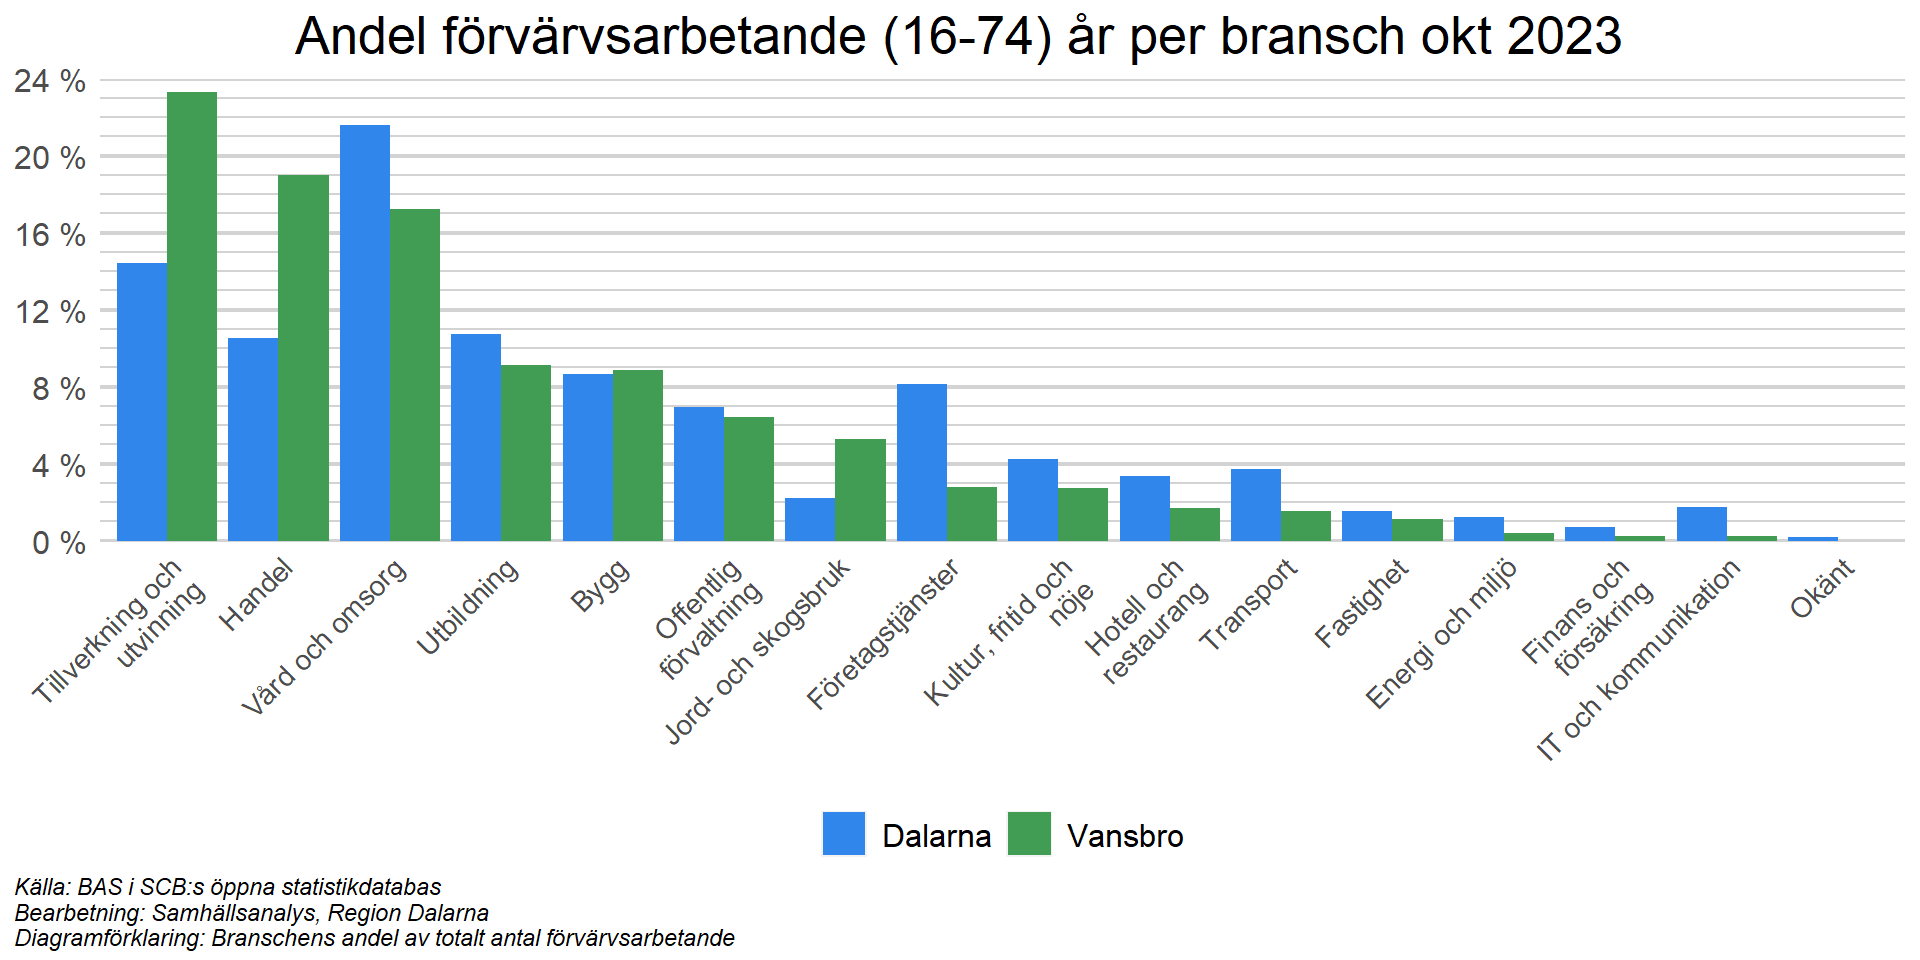 Andel förvärvsarbetande (16-74) år per bransch okt 2023
24 %
20 %
16 %
12 %
8 %
4 %
0 %
Tillverkning och
utvinning
Handel
Vård och omsorg
Utbildning
Bygg
Offentlig
förvaltning
Jord- och skogsbruk
Företagstjänster
Kultur, fritid och
nöje
Hotell och
restaurang
Transport
Fastighet
Energi och miljö
Finans och
försäkring
IT och kommunikation
Okänt
Dalarna
Vansbro
Källa: BAS i SCB:s öppna statistikdatabas
Bearbetning: Samhällsanalys, Region Dalarna
Diagramförklaring: Branschens andel av totalt antal förvärvsarbetande